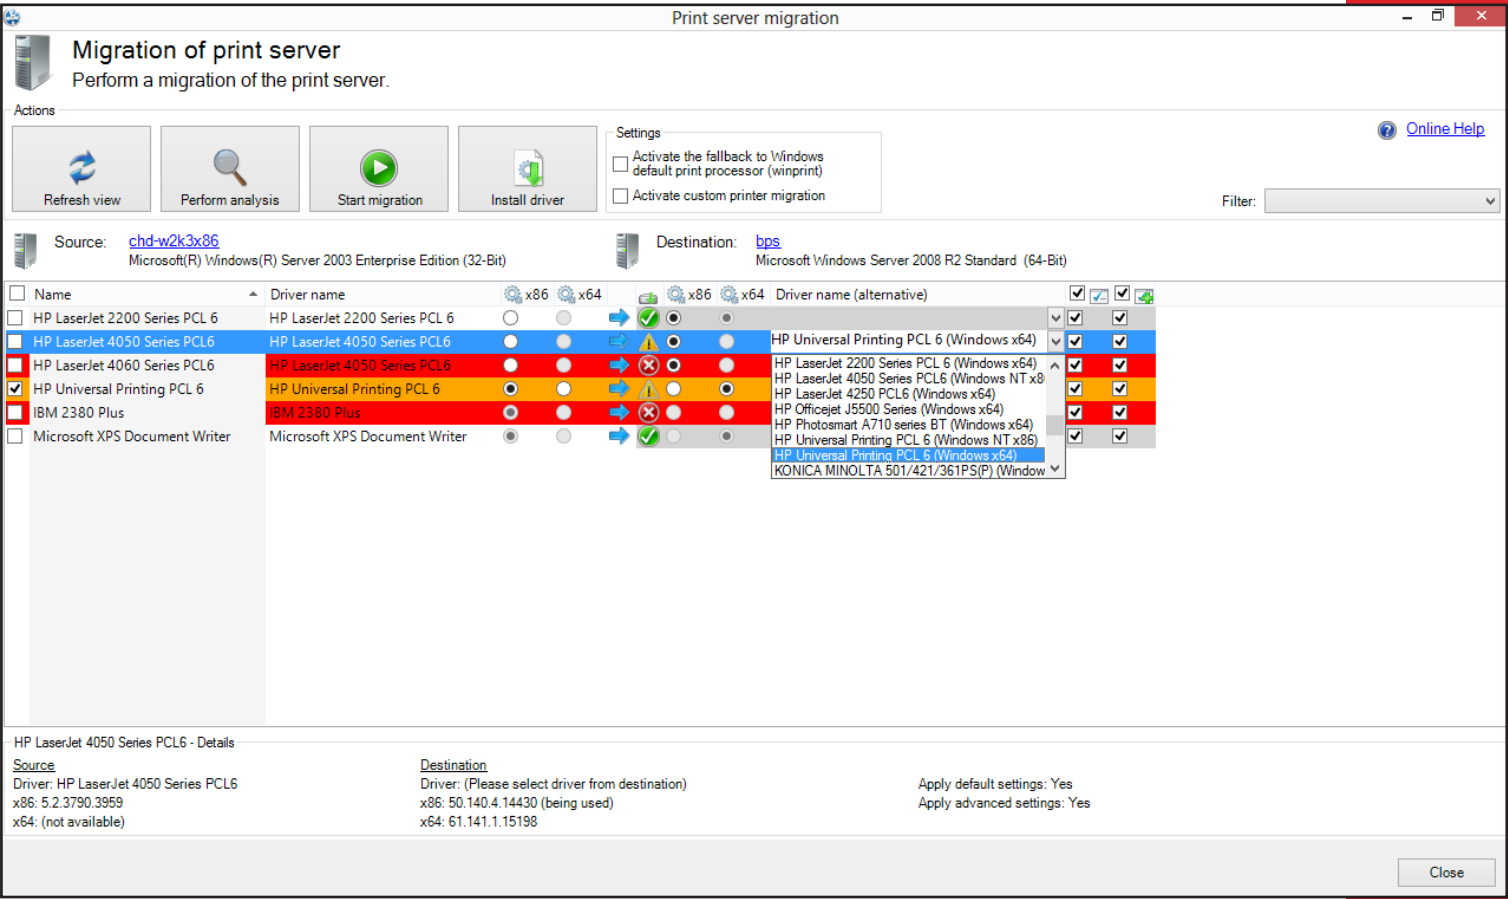 Print server migration
Migration of print server
Perform a migration of the print server.
Actions
Refresh view
Perform analysis
Start migration
Install driver
Settings
Activate the fallback to Windows
default print processor (winprint)
Activate custom printer migration
Online Help
Filter:
Source: chd-w2k3x86
Microsoft(R) Windows(R) Server 2003 Enterprise Edition (32-Bit)
Destination: bps
Microsoft Windows Server 2008 R2 Standard (64-Bit)
Name Driver name x86 x64 x86 x64 Driver name (alternative)
HP LaserJet 2200 Series PCL 6 HP LaserJet 2200 Series PCL 6
HP LaserJet 4050 Series PCL6 HP LaserJet 4050 Series PCL6 HP Universal Printing PCL 6 (Windows x64)
HP LaserJet 4060 Series PCL6 HP LaserJet 4050 Series PCL6
HP Universal Printing PCL 6 HP Universal Printing PCL 6
IBM 2380 Plus IBM 2380 Plus
Microsoft XPS Document Writer Microsoft XPS Document Writer
HP LaserJet 2200 Series PCL 6 (Windows x64)
HP LaserJet 4050 Series PCL6 (Windows NT x8
HP LaserJet 4250 PCL6 (Windows x64)
HP Officejet J5500 Series (Windows x64)
HP Photosmart A710 series BT (Windows x64)
HP Universal Printing PCL 6 (Windows NT x86)
HP Universal Printing PCL 6 (Windows x64)
KONICA MINOLTA 501/421/361PS(P) (Window
HP LaserJet 4050 Series PCL6 - Details
Source
Driver: HP LaserJet 4050 Series PCL6
x86: 5.2.3790.3959
x64: (not available)
Destination
Driver: (Please select driver from destination)
x86: 50.140.4.14430 (being used)
x64: 61.141.1.15198
Apply default settings: Yes
Apply advanced settings: Yes
Close